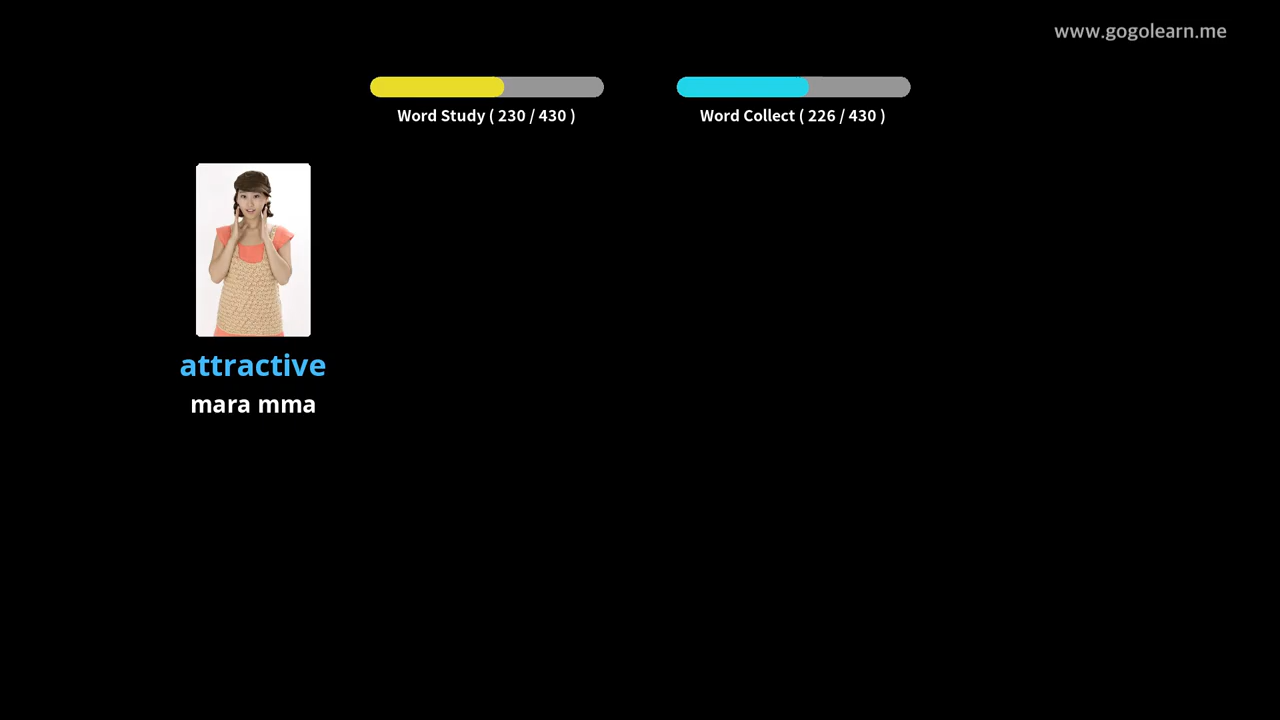 www.gogolearn.me
Word Study ( 230 / 430 )
Word Collect ( 226 / 430 )
attractive
mara mma